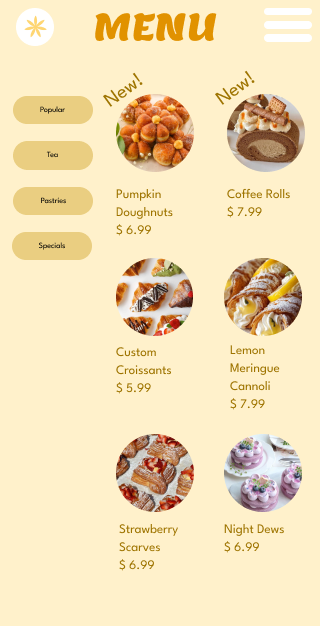 MENU
Popular
Tea
Pastries
Specials
New!
Pumpkin
Doughnuts
$ 6.99
New!
Coffee Rolls
$ 7.99
Custom
Croissants
$ 5.99
Lemon
Meringue
Cannoli
$ 7.99
Strawberry
Scarves
$ 6.99
Night Dews
$ 6.99